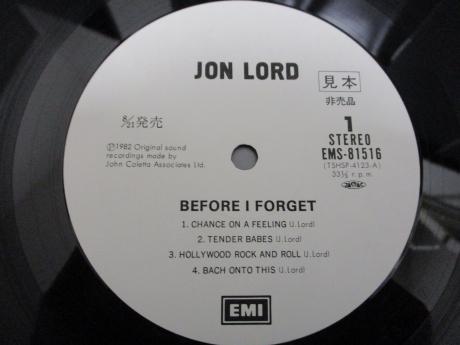 JON LORD
見本
非売品
8/21発売
1
STEREO
EMS-81516
(TSHSP-4123-A)
33⅓ r.p.m.
℗1982 Original sound
recordings made by
John Coletta Associates Ltd.
BEFORE I FORGET
1. CHANCE ON A FEELING (J.Lord)
2. TENDER BABES (J.Lord)
3. HOLLYWOOD ROCK AND ROLL (J.Lord)
4. BACH ONTO THIS (J.Lord)
EMI